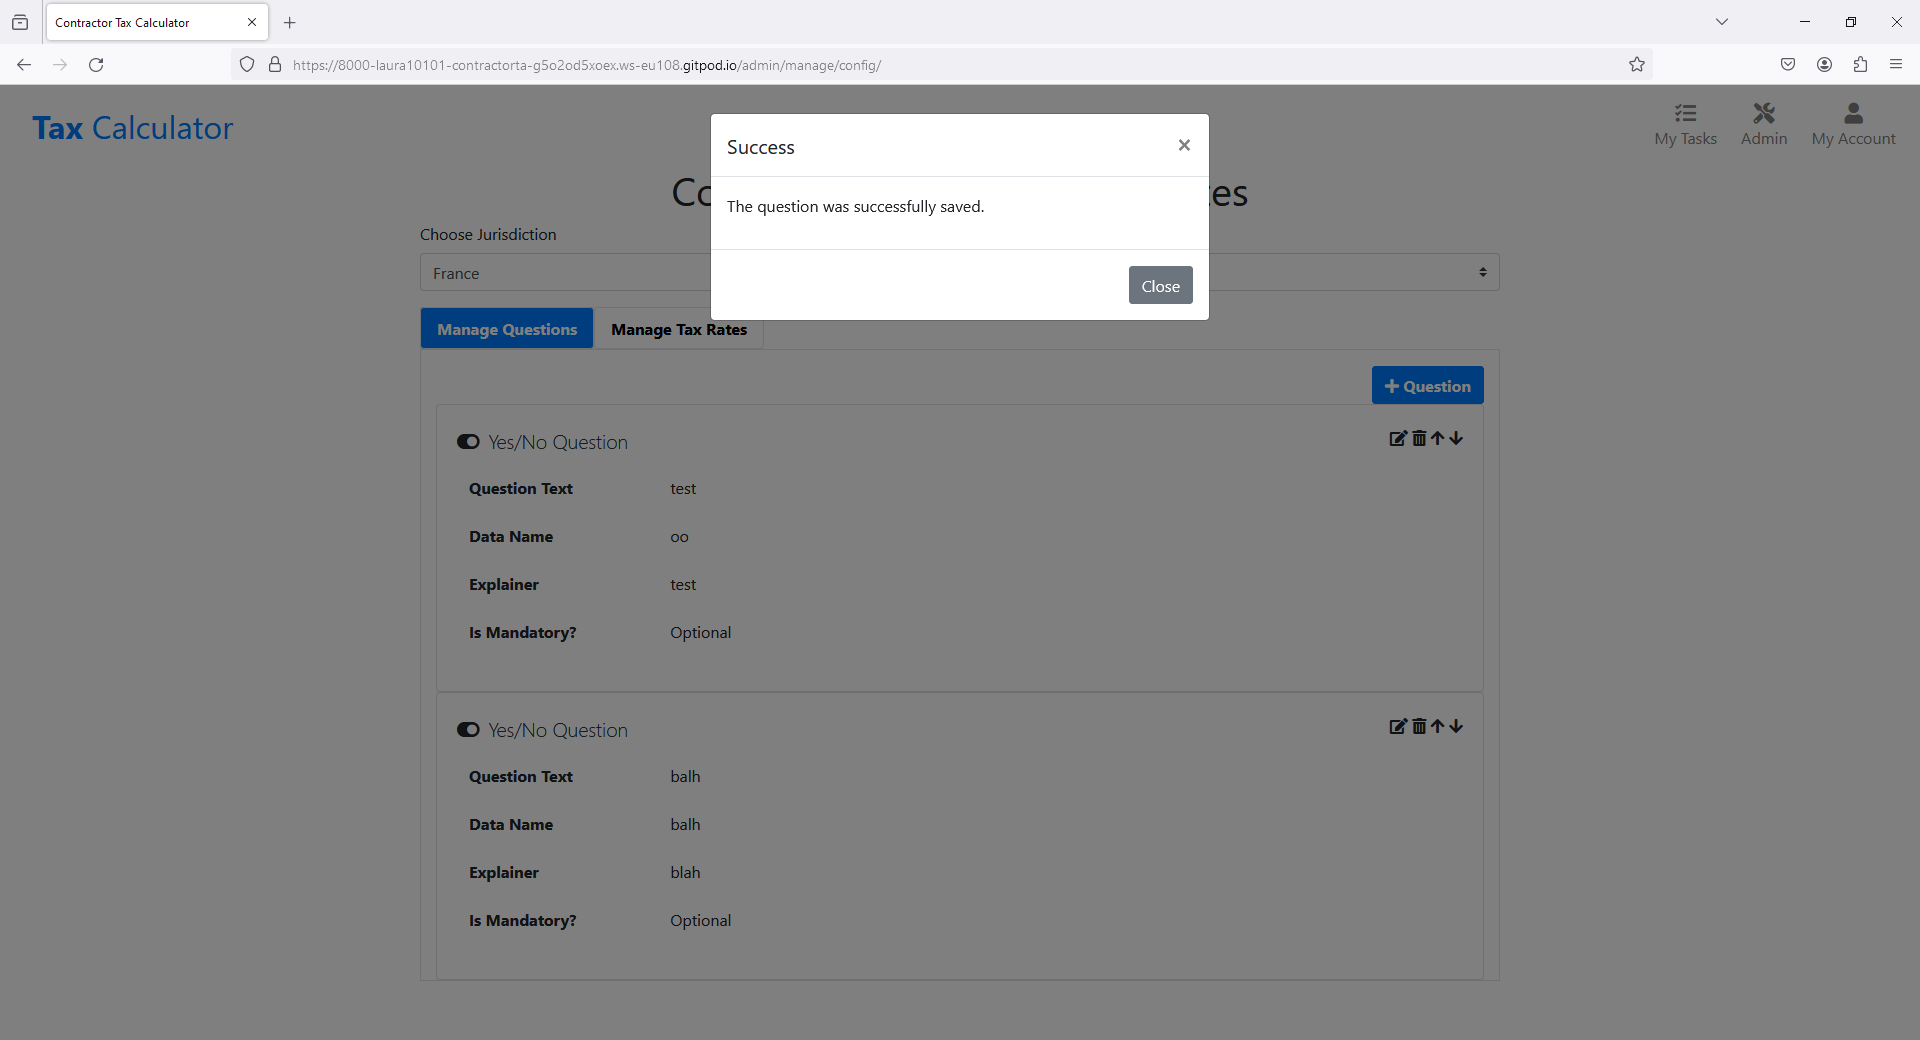 Contractor Tax Calculator
https://8000-laura10101-contractorta-g5o2od5xoex.ws-eu108.gitpod.io/admin/manage/config/
Tax Calculator
My Tasks
Admin
My Account
Success
×
The question was successfully saved.
Close
Choose Jurisdiction
France
Manage Questions
Manage Tax Rates
Question
Yes/No Question
Question Text test
Data Name oo
Explainer test
Is Mandatory? Optional
Yes/No Question
Question Text balh
Data Name balh
Explainer blah
Is Mandatory? Optional